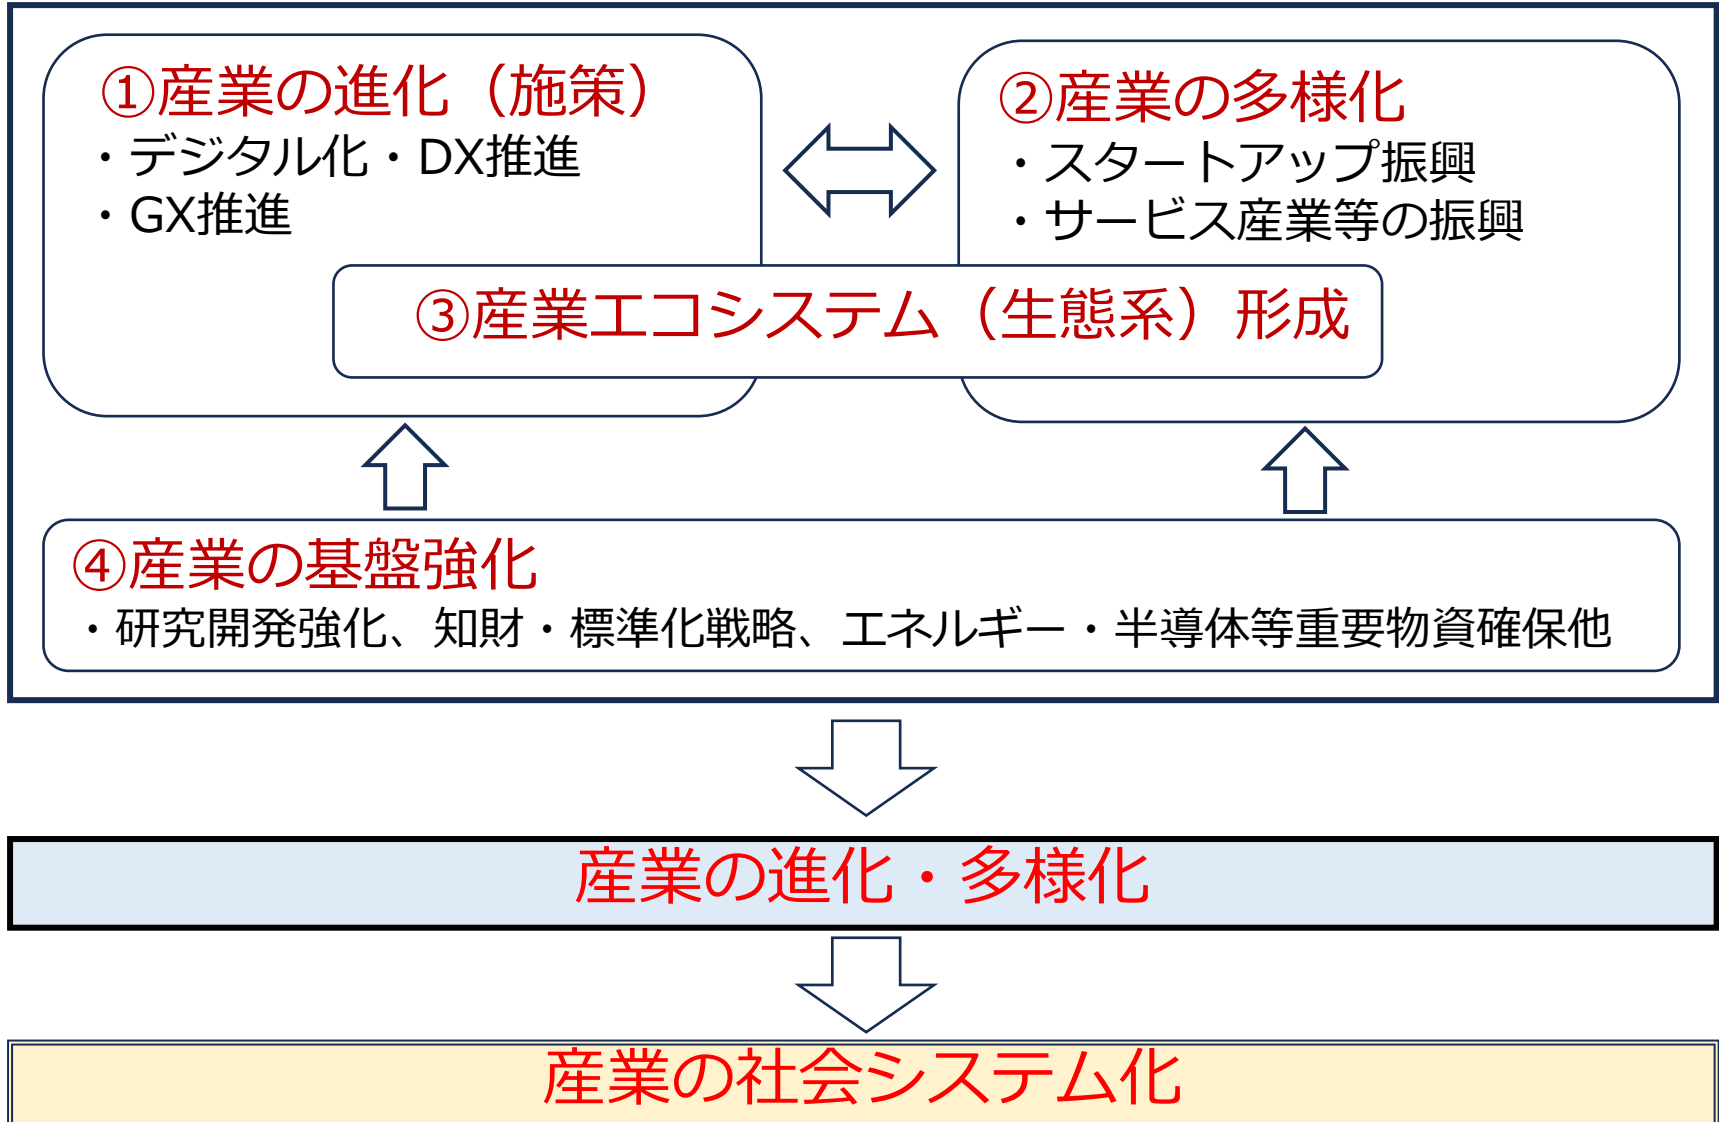 ①産業の進化（施策）
・デジタル化・DX推進
・GX推進
②産業の多様化
・スタートアップ振興
・サービス産業等の振興
③産業エコシステム（生態系）形成
④産業の基盤強化
・研究開発強化、知財・標準化戦略、エネルギー・半導体等重要物資確保他
産業の進化・多様化
産業の社会システム化